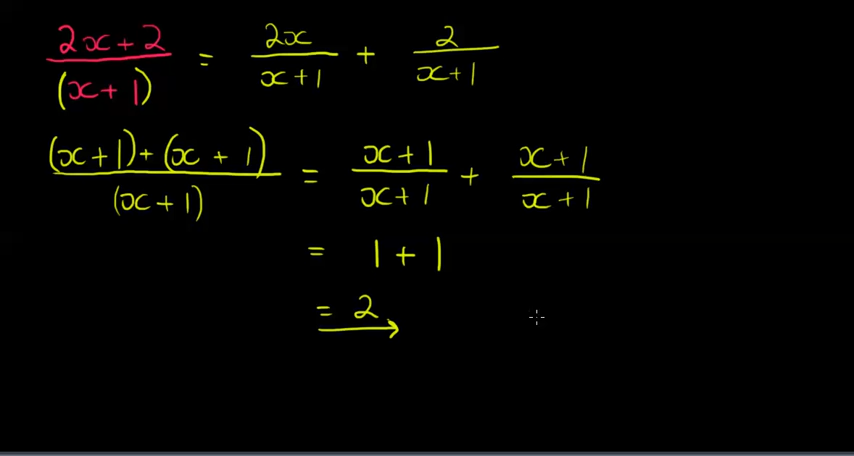 (2x + 2)/(x + 1) = 2x/(x + 1) + 2/(x + 1)
((x + 1) + (x + 1))/(x + 1) = (x + 1)/(x + 1) + (x + 1)/(x + 1)
= 1 + 1
= 2